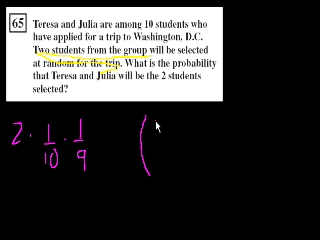 65 Teresa and Julia are among 10 students who
have applied for a trip to Washington, D.C.
Two students from the group will be selected
at random for the trip. What is the probability
that Teresa and Julia will be the 2 students
selected?
2 · 1/10 · 1/9 (